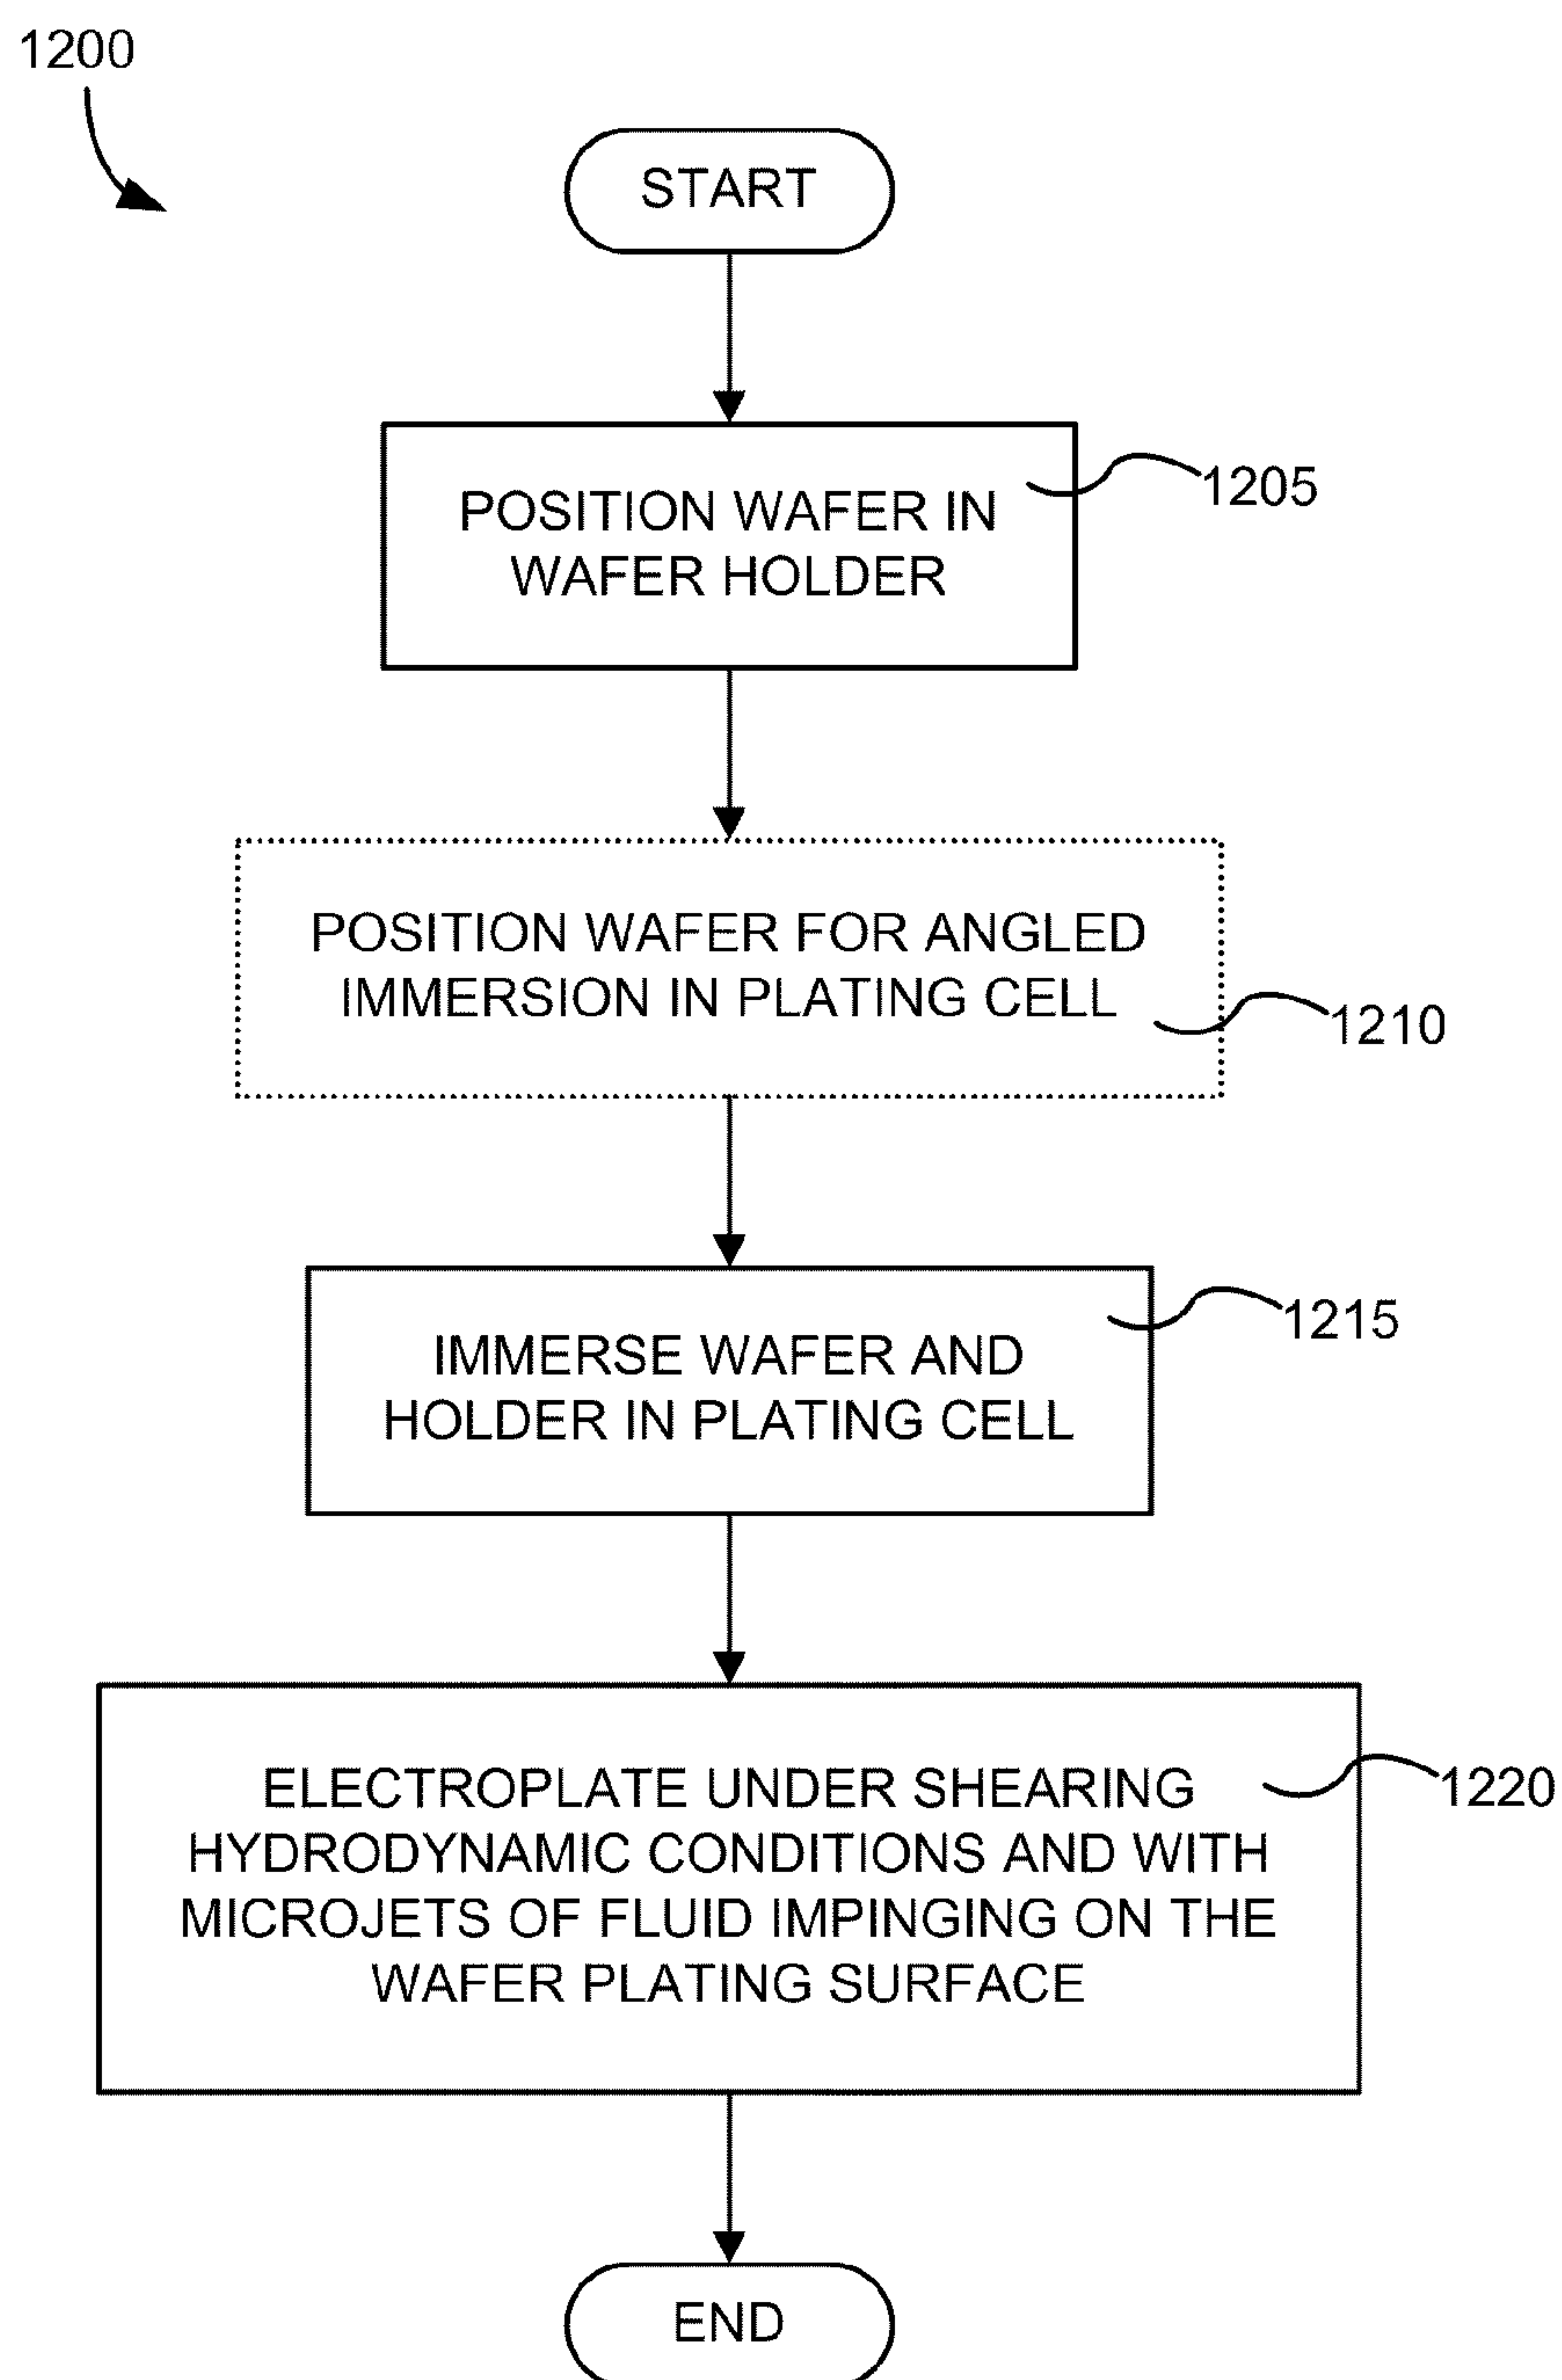 1200
START
POSITION WAFER IN
WAFER HOLDER
1205
POSITION WAFER FOR ANGLED
IMMERSION IN PLATING CELL
1210
IMMERSE WAFER AND
HOLDER IN PLATING CELL
1215
ELECTROPLATE UNDER SHEARING
HYDRODYNAMIC CONDITIONS AND WITH
MICROJETS OF FLUID IMPINGING ON THE
WAFER PLATING SURFACE
1220
END